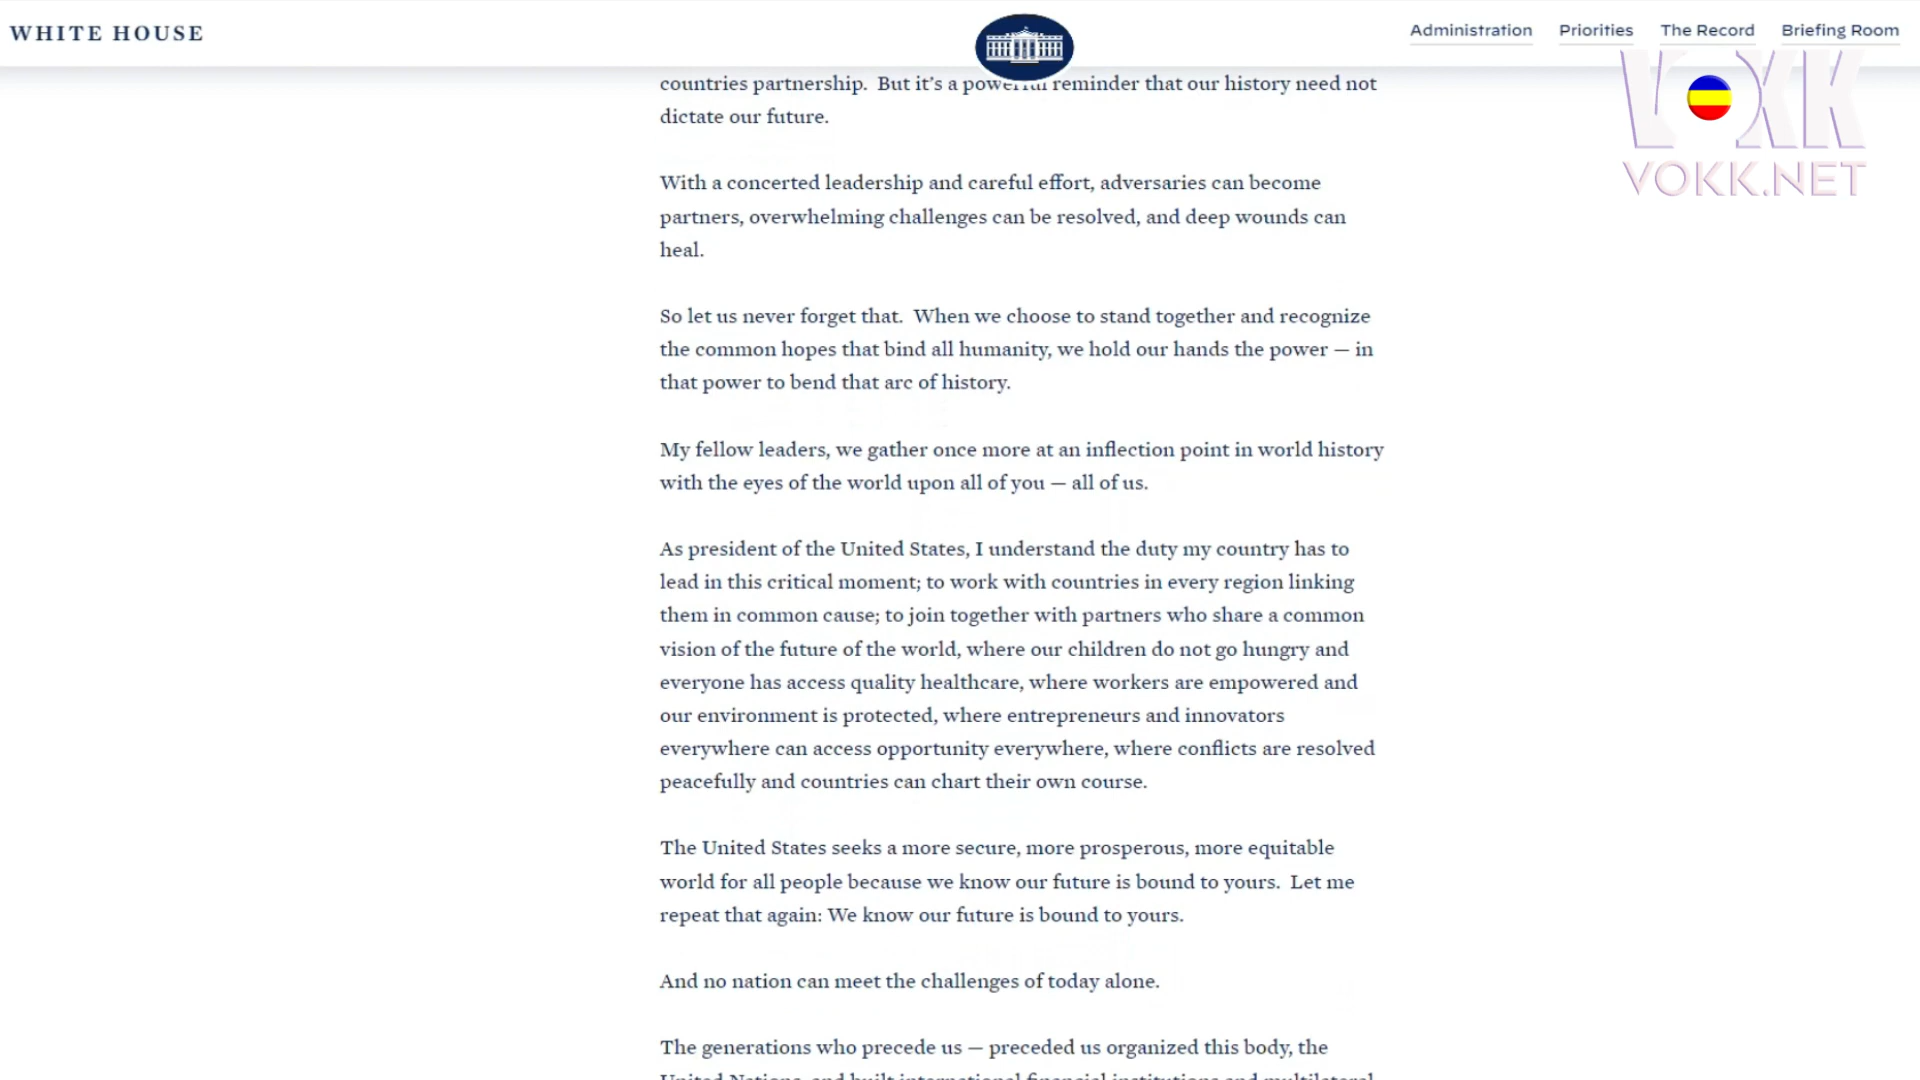 WHITE HOUSE
Administration
Priorities
The Record
Briefing Room
VOKK
VOKK.NET
countries partnership.  But it’s a powerful reminder that our history need not
dictate our future.
With a concerted leadership and careful effort, adversaries can become
partners, overwhelming challenges can be resolved, and deep wounds can
heal.
So let us never forget that.  When we choose to stand together and recognize
the common hopes that bind all humanity, we hold our hands the power — in
that power to bend that arc of history.
My fellow leaders, we gather once more at an inflection point in world history
with the eyes of the world upon all of you — all of us.
As president of the United States, I understand the duty my country has to
lead in this critical moment; to work with countries in every region linking
them in common cause; to join together with partners who share a common
vision of the future of the world, where our children do not go hungry and
everyone has access quality healthcare, where workers are empowered and
our environment is protected, where entrepreneurs and innovators
everywhere can access opportunity everywhere, where conflicts are resolved
peacefully and countries can chart their own course.
The United States seeks a more secure, more prosperous, more equitable
world for all people because we know our future is bound to yours.  Let me
repeat that again: We know our future is bound to yours.
And no nation can meet the challenges of today alone.
The generations who precede us — preceded us organized this body, the
United Nations, and built international financial institutions and multilateral